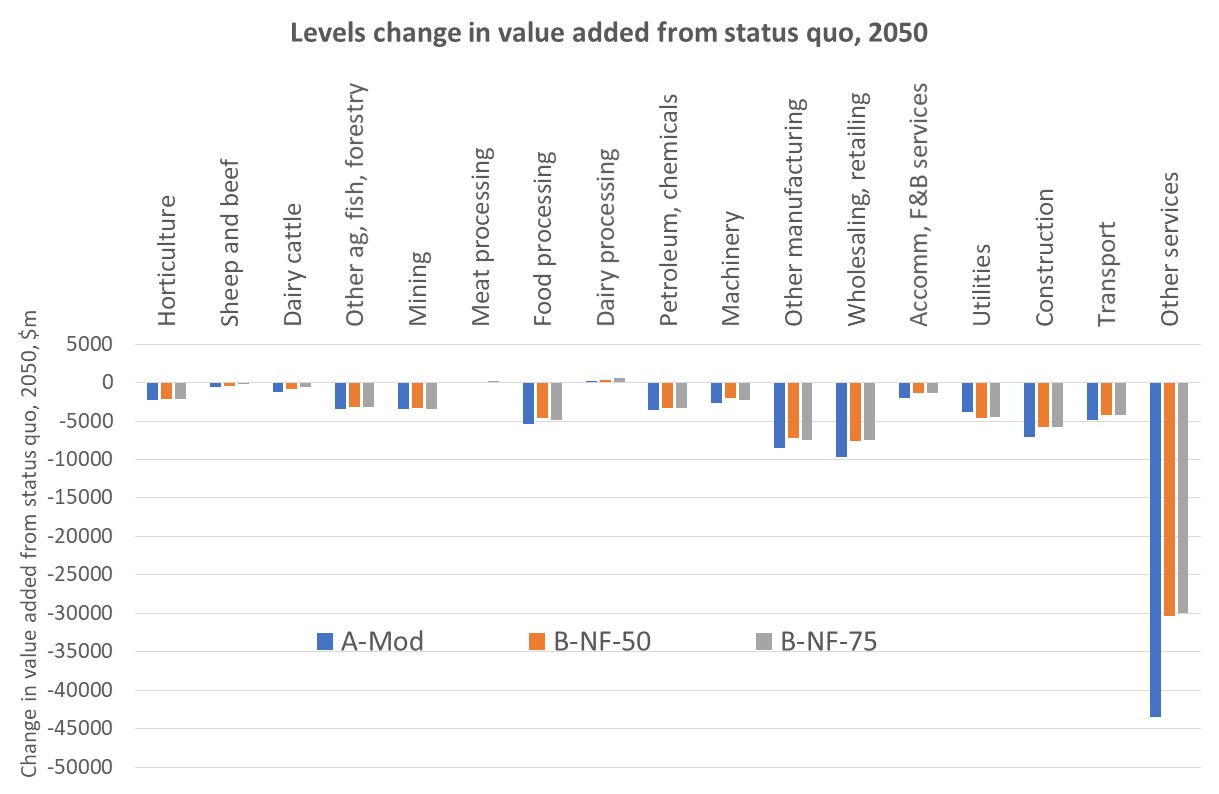 Levels change in value added from status quo, 2050
Horticulture
Sheep and beef
Dairy cattle
Other ag, fish, forestry
Mining
Meat processing
Food processing
Dairy processing
Petroleum, chemicals
Machinery
Other manufacturing
Wholesaling, retailing
Accomm, F&B services
Utilities
Construction
Transport
Other services
Change in value added from status quo, 2050, $m
5000
0
-5000
-10000
-15000
-20000
-25000
-30000
-35000
-40000
-45000
-50000
A-Mod
B-NF-50
B-NF-75